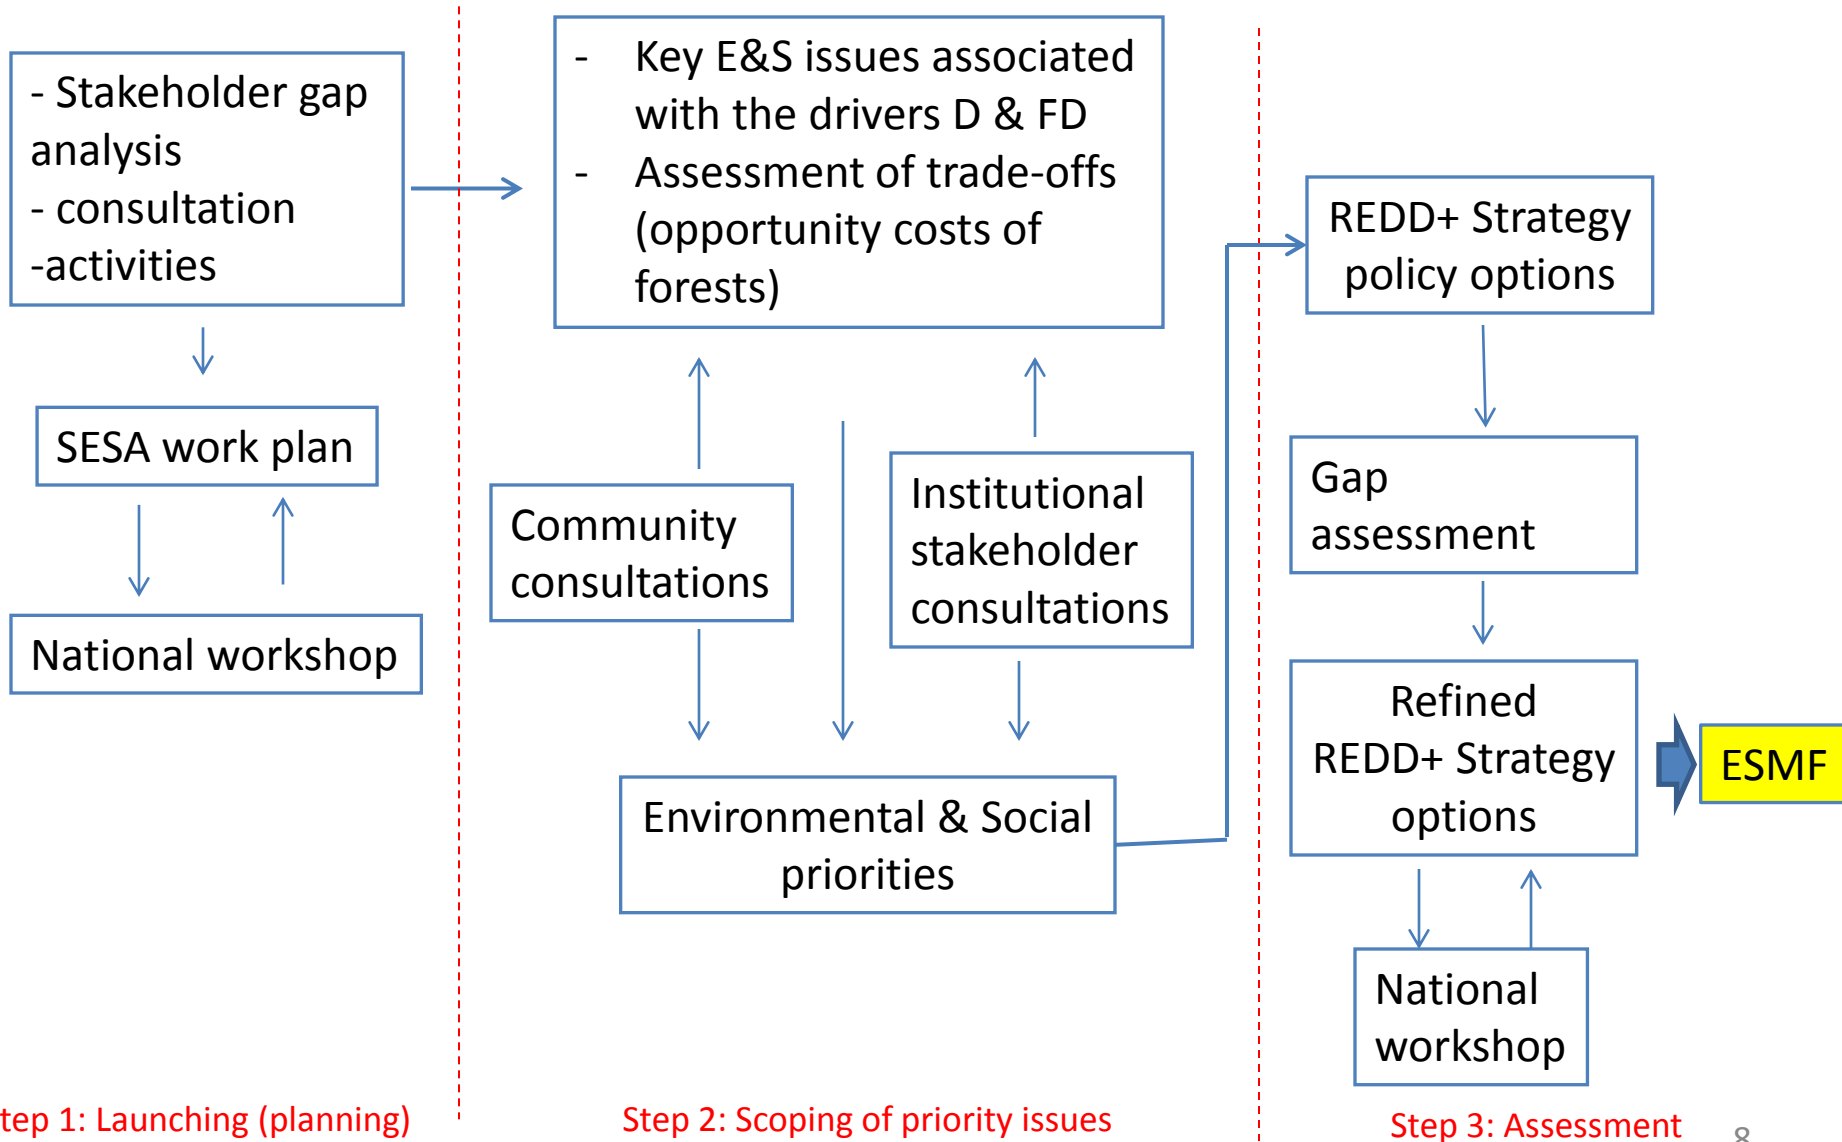 - Stakeholder gap
analysis
- consultation
-activities
SESA work plan
National workshop
tep 1: Launching (planning)
- Key E&S issues associated
with the drivers D & FD
- Assessment of trade-offs
(opportunity costs of
forests)
Community
consultations
Institutional
stakeholder
consultations
Environmental & Social
priorities
Step 2: Scoping of priority issues
REDD+ Strategy
policy options
Gap
assessment
Refined
REDD+ Strategy
options
ESMF
National
workshop
Step 3: Assessment
8